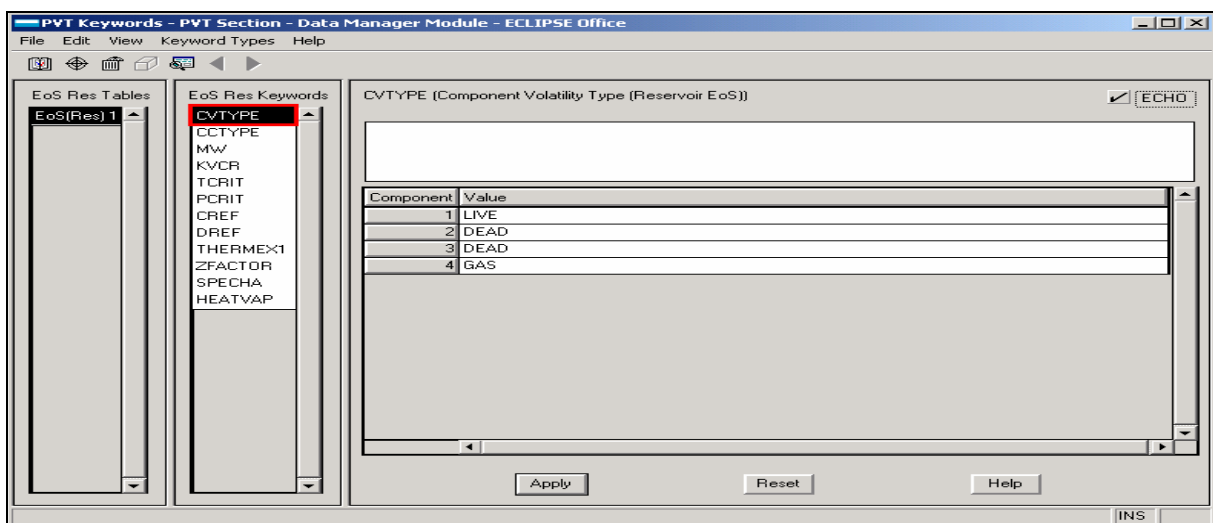 PVT Keywords - PVT Section - Data Manager Module - ECLIPSE Office
File Edit View Keyword Types Help
EoS Res Tables
EoS(Res) 1
EoS Res Keywords
CVTYPE
CCTYPE
MW
KVCR
TCRIT
PCRIT
CREF
DREF
THERMEX1
ZFACTOR
SPECHA
HEATVAP
CVTYPE (Component Volatility Type (Reservoir EoS))
ECHO
Component Value
1 LIVE
2 DEAD
3 DEAD
4 GAS
Apply Reset Help
INS